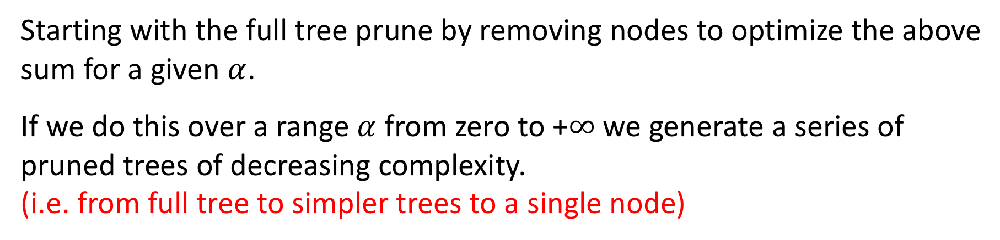 Starting with the full tree prune by removing nodes to optimize the above
sum for a given α.
If we do this over a range α from zero to +∞ we generate a series of
pruned trees of decreasing complexity.
(i.e. from full tree to simpler trees to a single node)